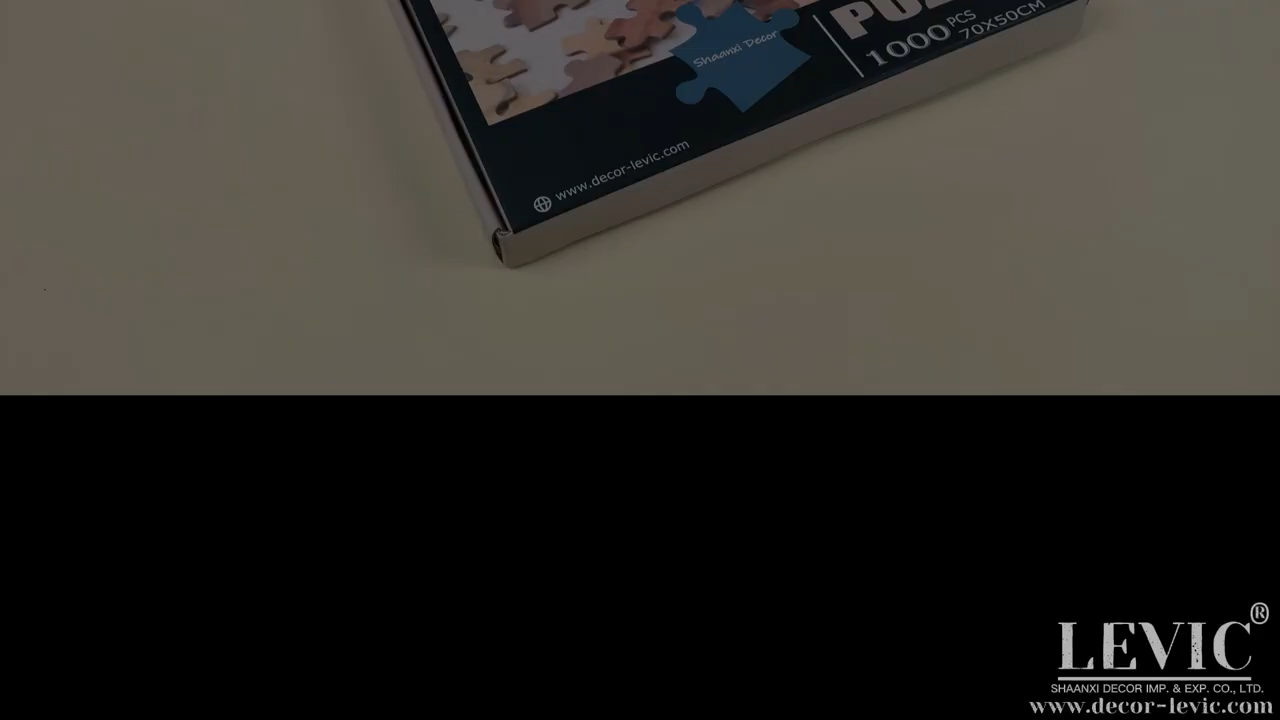 PUZ
1000 PCS
70X50CM
Shaanxi Decor
www.decor-levic.com
LEVIC®
SHAANXI DECOR IMP. & EXP. CO., LTD.
www.decor-levic.com